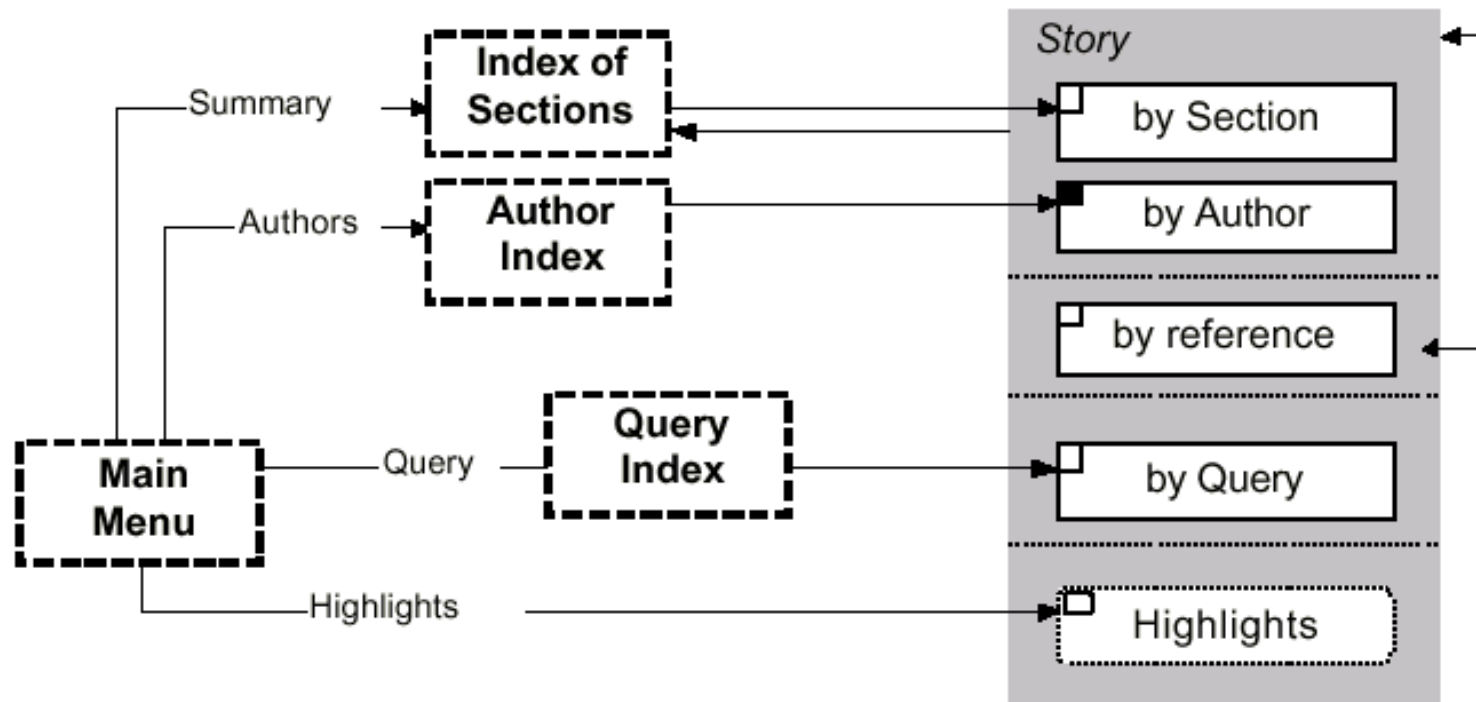 Story
Index of
Sections
Summary
by Section
Author
Index
Authors
by Author
by reference
Query
Index
Main
Menu
Query
by Query
Highlights
Highlights